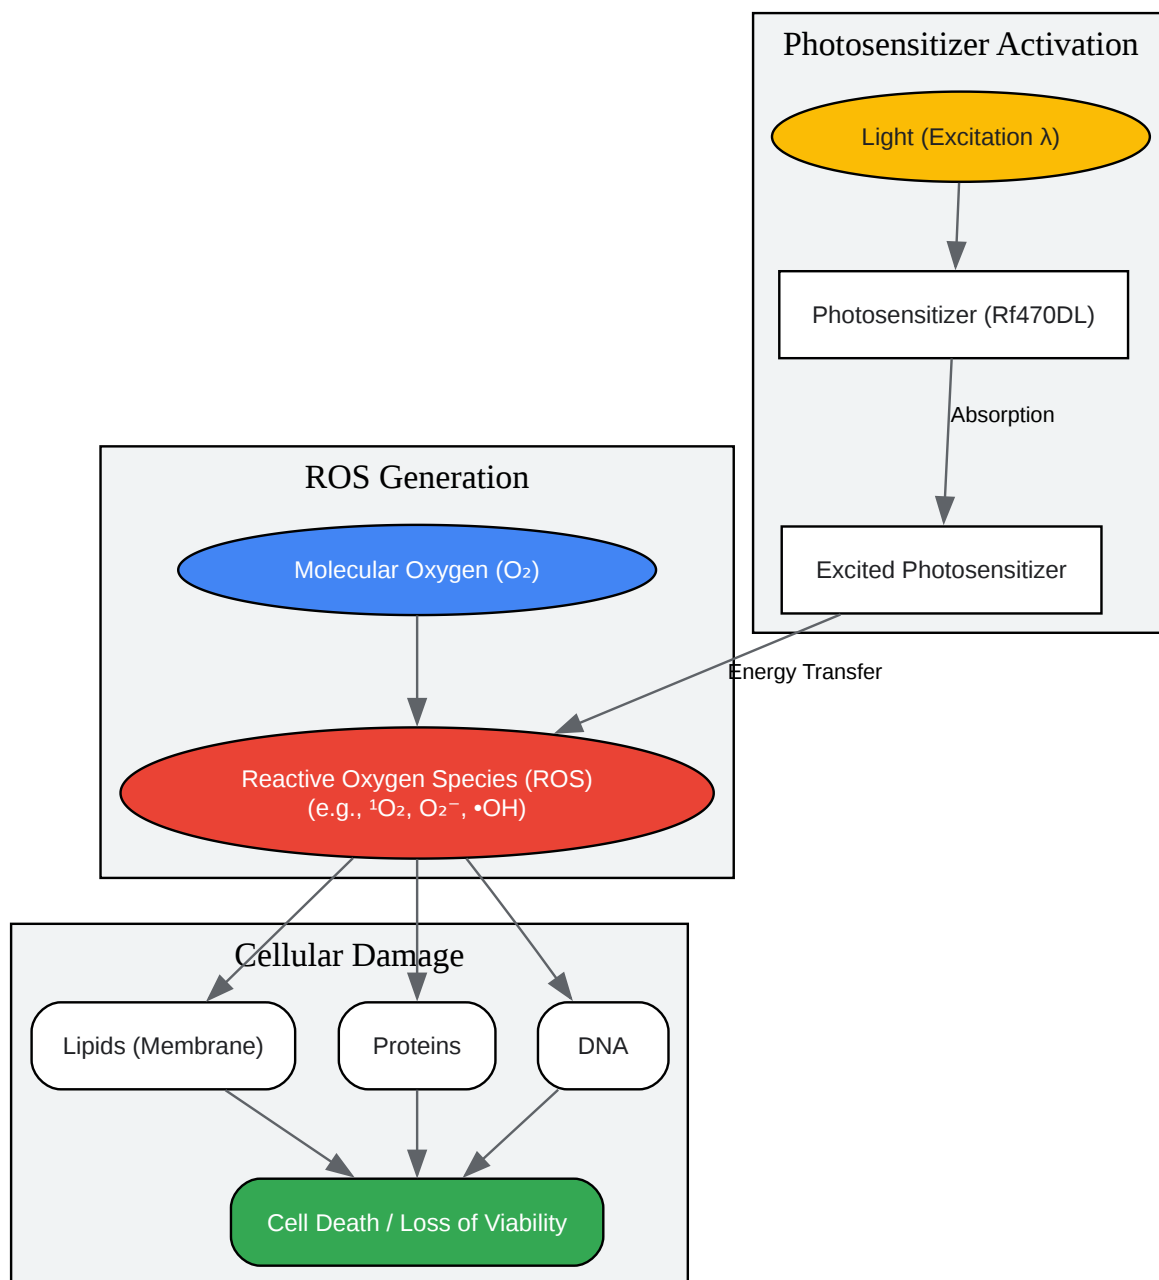 Photosensitizer Activation
Light (Excitation λ)
Photosensitizer (Rf470DL)
Absorption
Excited Photosensitizer
Energy Transfer
ROS Generation
Molecular Oxygen (O₂)
Reactive Oxygen Species (ROS)
(e.g., ¹O₂, O₂⁻, •OH)
Cellular Damage
Lipids (Membrane)
Proteins
DNA
Cell Death / Loss of Viability